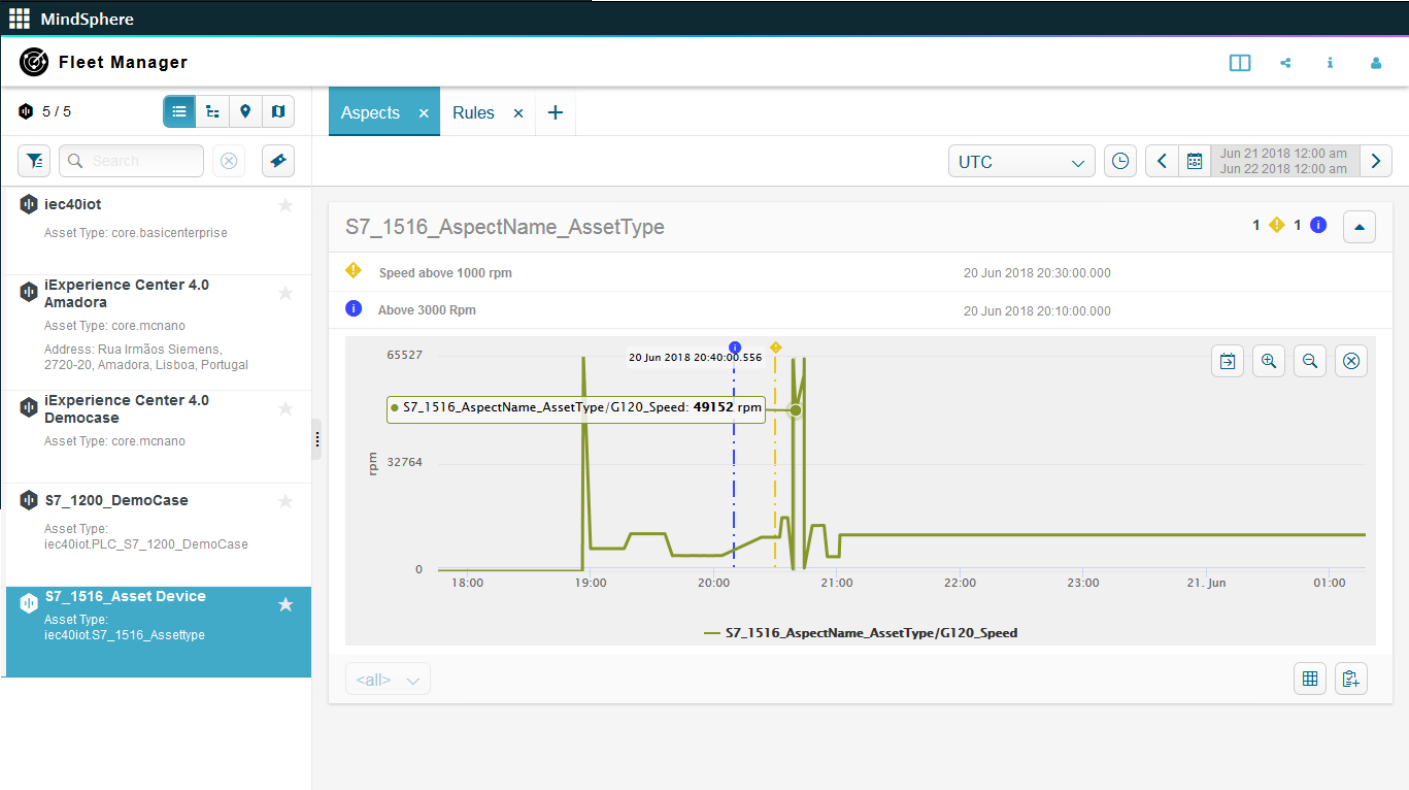 MindSphere
Fleet Manager
5 / 5
Search
iec40iot
Asset Type: core.basicenterprise
iExperience Center 4.0
Amadora
Asset Type: core.mcnano
Address: Rua Irmãos Siemens,
2720-20, Amadora, Lisboa, Portugal
iExperience Center 4.0
Democase
Asset Type: core.mcnano
S7_1200_DemoCase
Asset Type:
iec40iot.PLC_S7_1200_DemoCase
S7_1516_Asset Device
Asset Type:
iec40iot.S7_1516_Assettype
Aspects
Rules
UTC
Jun 21 2018 12:00 am
Jun 22 2018 12:00 am
S7_1516_AspectName_AssetType
1 1
Speed above 1000 rpm 20 Jun 2018 20:30:00.000
Above 3000 Rpm 20 Jun 2018 20:10:00.000
65527
20 Jun 2018 20:40:00.556
S7_1516_AspectName_AssetType/G120_Speed: 49152 rpm
rpm
32764
0
18:00 19:00 20:00 21:00 22:00 23:00 21. Jun 01:00
S7_1516_AspectName_AssetType/G120_Speed
<all>